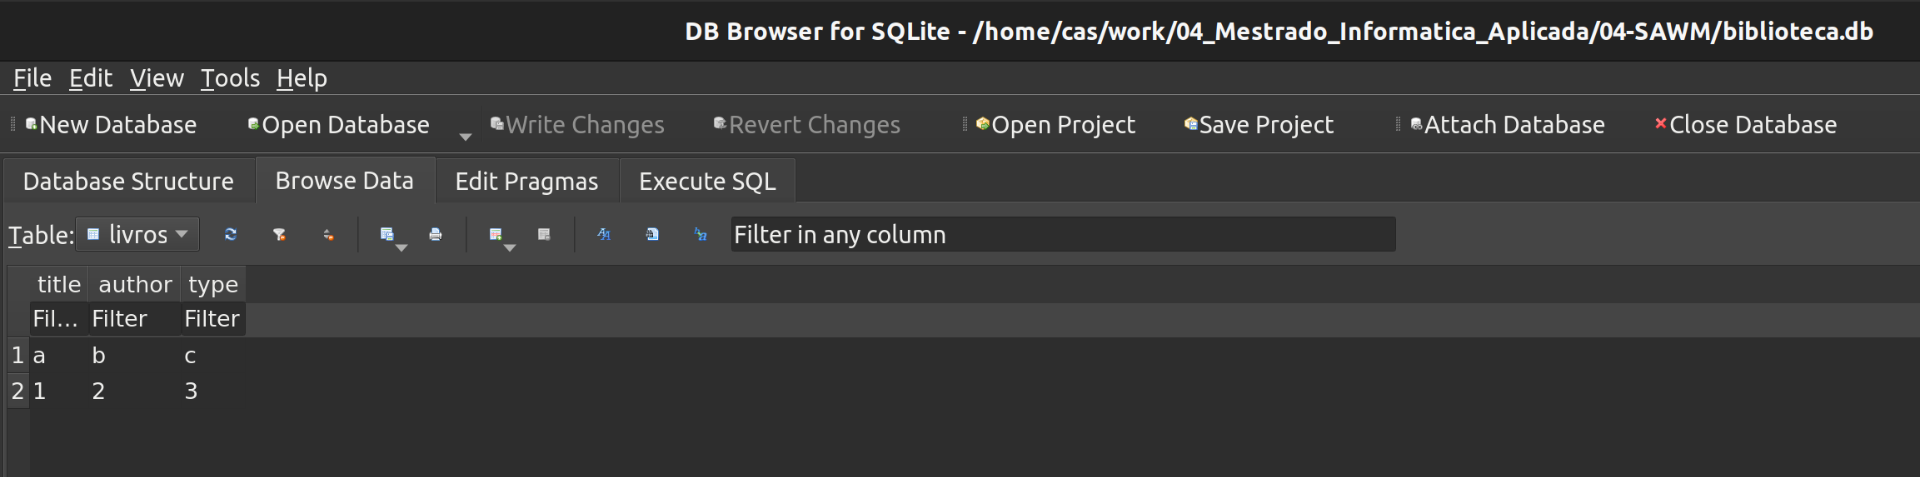 DB Browser for SQLite - /home/cas/work/04_Mestrado_Informatica_Aplicada/04-SAWM/biblioteca.db
File Edit View Tools Help
New Database Open Database Write Changes Revert Changes Open Project Save Project Attach Database Close Database
Database Structure Browse Data Edit Pragmas Execute SQL
Table: livros Filter in any column
title author type
Fil... Filter Filter
1 a b c
2 1 2 3